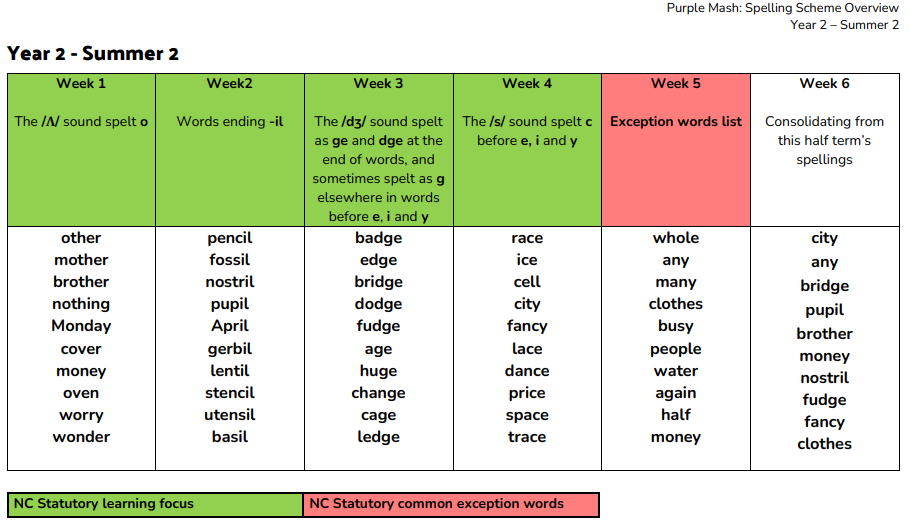 Purple Mash: Spelling Scheme Overview
Year 2 – Summer 2
Year 2 - Summer 2
Week 1
The /Ʌ/ sound spelt o
Week2
Words ending -il
Week 3
The /dʒ/ sound spelt
as ge and dge at the
end of words, and
sometimes spelt as g
elsewhere in words
before e, i and y
Week 4
The /s/ sound spelt c
before e, i and y
Week 5
Exception words list
Week 6
Consolidating from
this half term's
spellings
other
mother
brother
nothing
Monday
cover
money
oven
worry
wonder
pencil
fossil
nostril
pupil
April
gerbil
lentil
stencil
utensil
basil
badge
edge
bridge
dodge
fudge
age
huge
change
cage
ledge
race
ice
cell
city
fancy
lace
dance
price
space
trace
whole
any
many
clothes
busy
people
water
again
half
money
city
any
bridge
pupil
brother
money
nostril
fudge
fancy
clothes
NC Statutory learning focus
NC Statutory common exception words